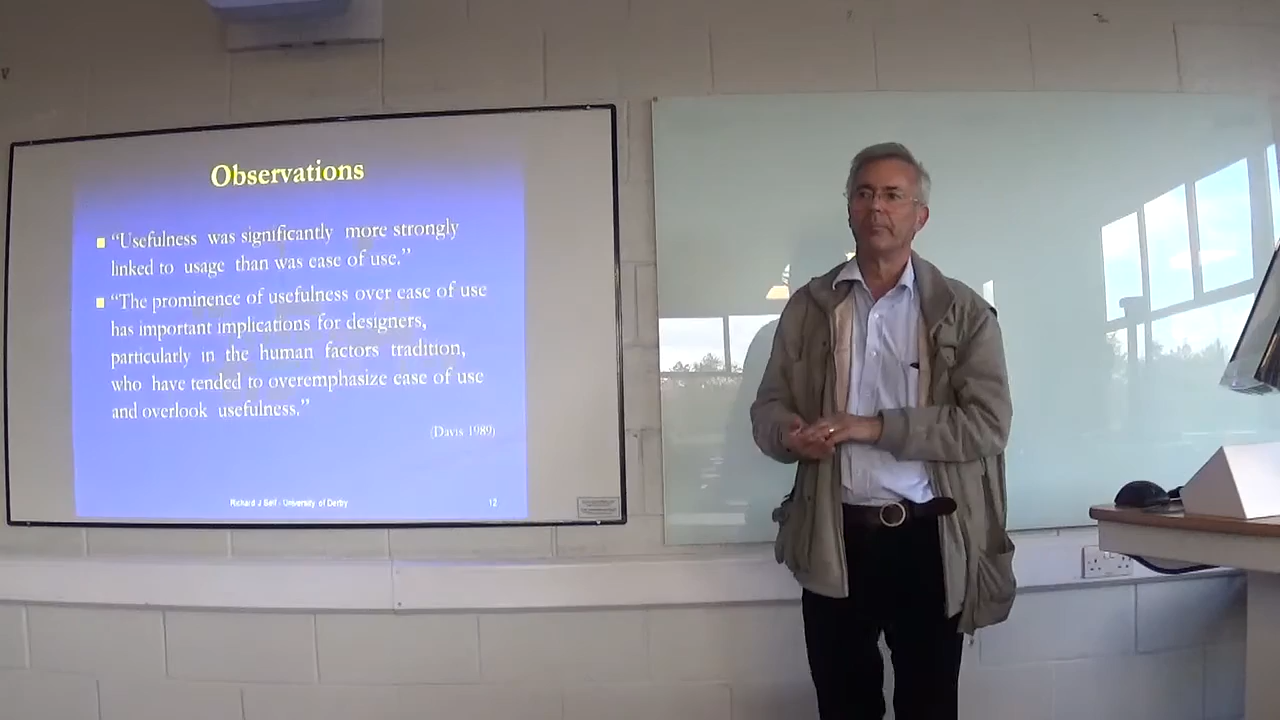 Observations
"Usefulness was significantly more strongly
linked to usage than was ease of use."
"The prominence of usefulness over ease of use
has important implications for designers,
particularly in the human factors tradition,
who have tended to overemphasize ease of use
and overlook usefulness."
(Davis 1989)
Richard J Self - University of Derby
12